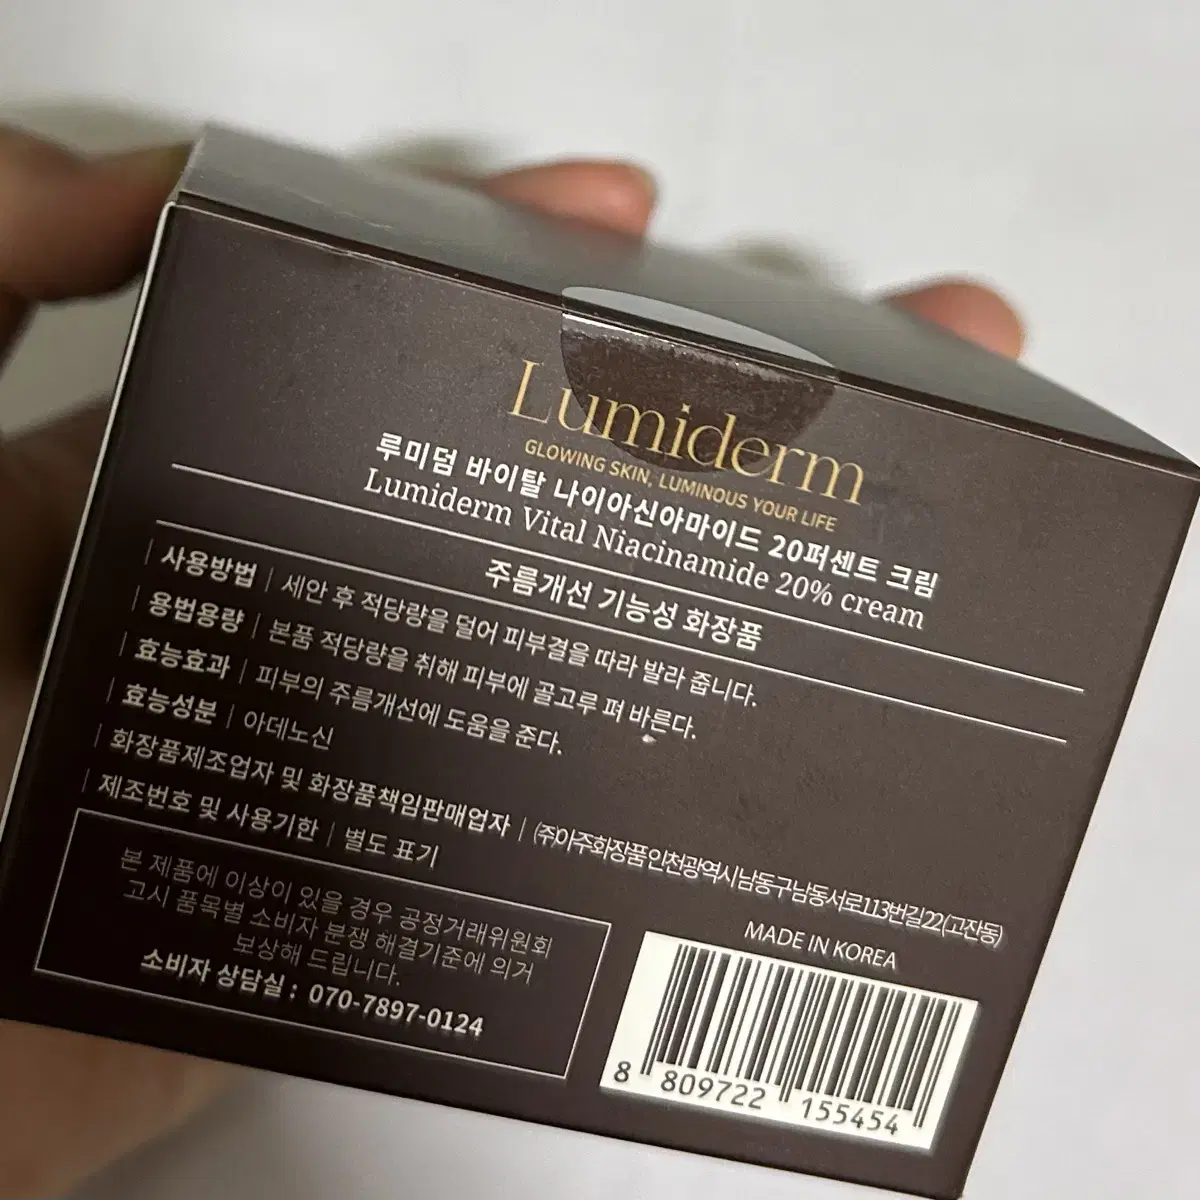 Lumiderm
GLOWING SKIN, LUMINOUS YOUR LIFE
루미덤 바이탈 나이아신아마이드 20퍼센트 크림
Lumiderm Vital Niacinamide 20% cream
주름개선 기능성 화장품
사용방법 | 세안 후 적당량을 덜어 피부결을 따라 발라 줍니다.
용법용량 | 본품 적당량을 취해 피부에 골고루 펴 바른다.
효능효과 | 피부의 주름개선에 도움을 준다.
효능성분 | 아데노신
화장품제조업자 및 화장품책임판매업자 | (주)아주화장품 인천광역시 남동구 남동서로113번길 22(고잔동)
제조번호 및 사용기한 | 별도 표기
본 제품에 이상이 있을 경우 공정거래위원회
고시 품목별 소비자 분쟁 해결기준에 의거
보상해 드립니다.
소비자 상담실 : 070-7897-0124
MADE IN KOREA
8 809722 155454